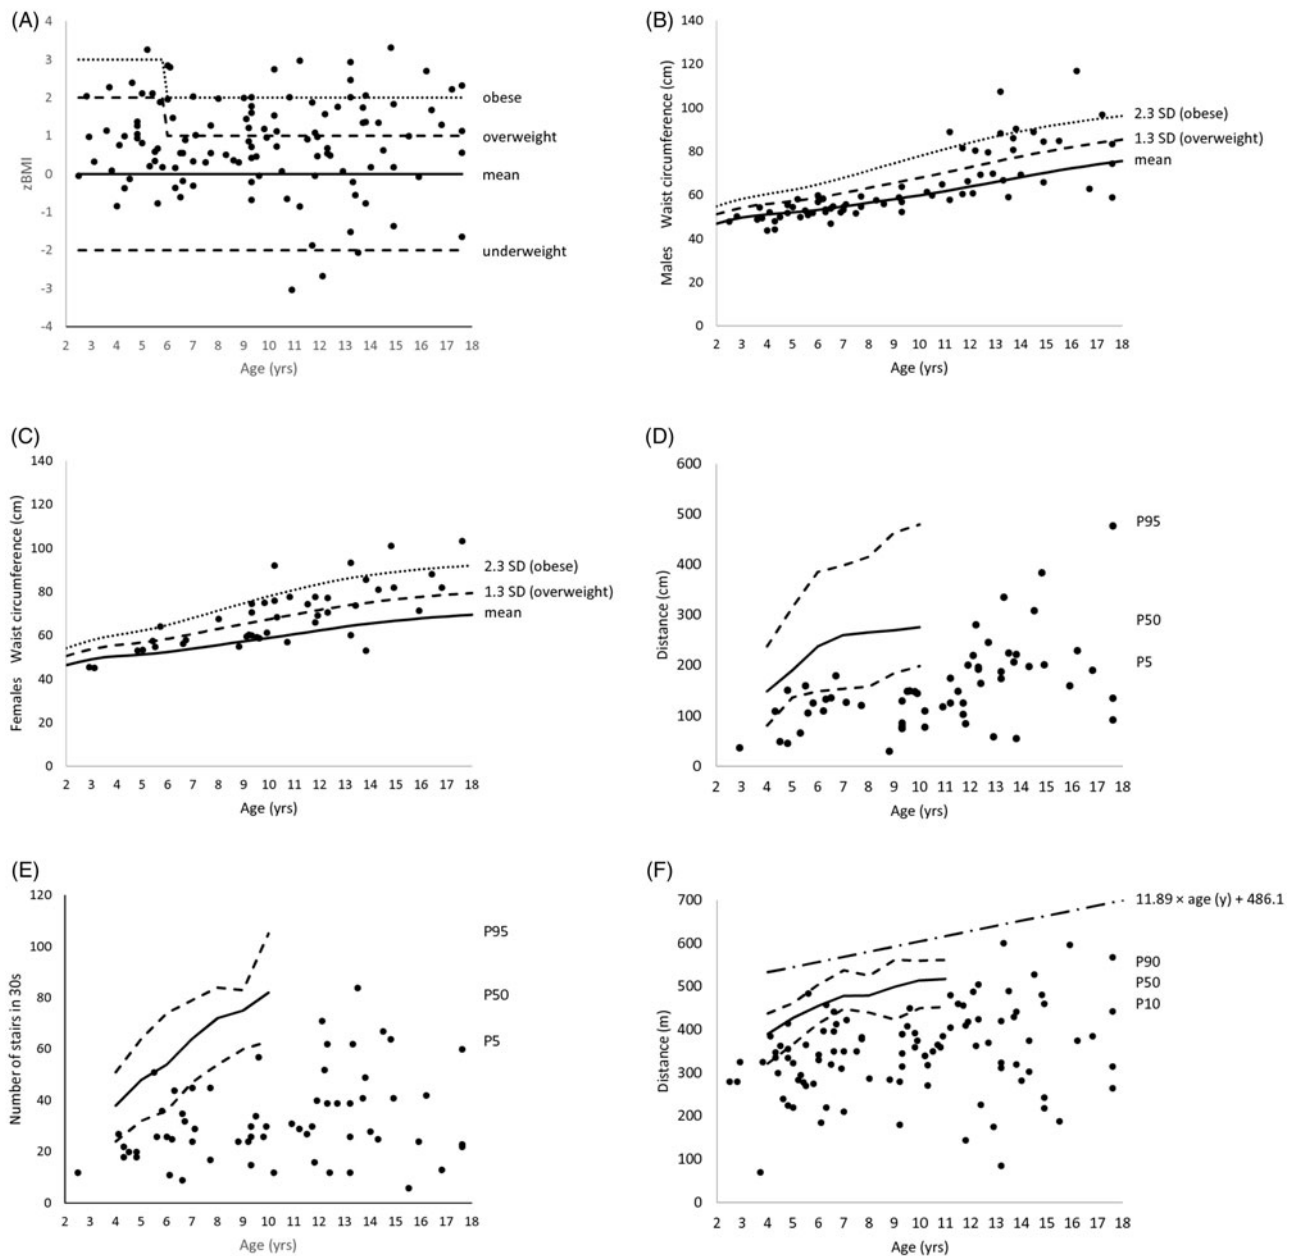 (A)
4
3
2
1
0
-1
-2
-3
-4
zBMI
obese
overweight
mean
underweight
2 3 4 5 6 7 8 9 10 11 12 13 14 15 16 17 18
Age (yrs)
(B)
140
120
100
80
60
40
20
0
Males Waist circumference (cm)
2.3 SD (obese)
1.3 SD (overweight)
mean
2 3 4 5 6 7 8 9 10 11 12 13 14 15 16 17 18
Age (yrs)
(C)
140
120
100
80
60
40
20
0
Females Waist circumference (cm)
2.3 SD (obese)
1.3 SD (overweight)
mean
2 3 4 5 6 7 8 9 10 11 12 13 14 15 16 17 18
Age (yrs)
(D)
600
500
400
300
200
100
0
Distance (cm)
P95
P50
P5
2 3 4 5 6 7 8 9 10 11 12 13 14 15 16 17 18
Age (yrs)
(E)
120
100
80
60
40
20
0
Number of stairs in 30s
P95
P50
P5
2 3 4 5 6 7 8 9 10 11 12 13 14 15 16 17 18
Age (yrs)
(F)
700
600
500
400
300
200
100
0
Distance (m)
11.89 × age (y) + 486.1
P90
P50
P10
2 3 4 5 6 7 8 9 10 11 12 13 14 15 16 17 18
Age (yrs)